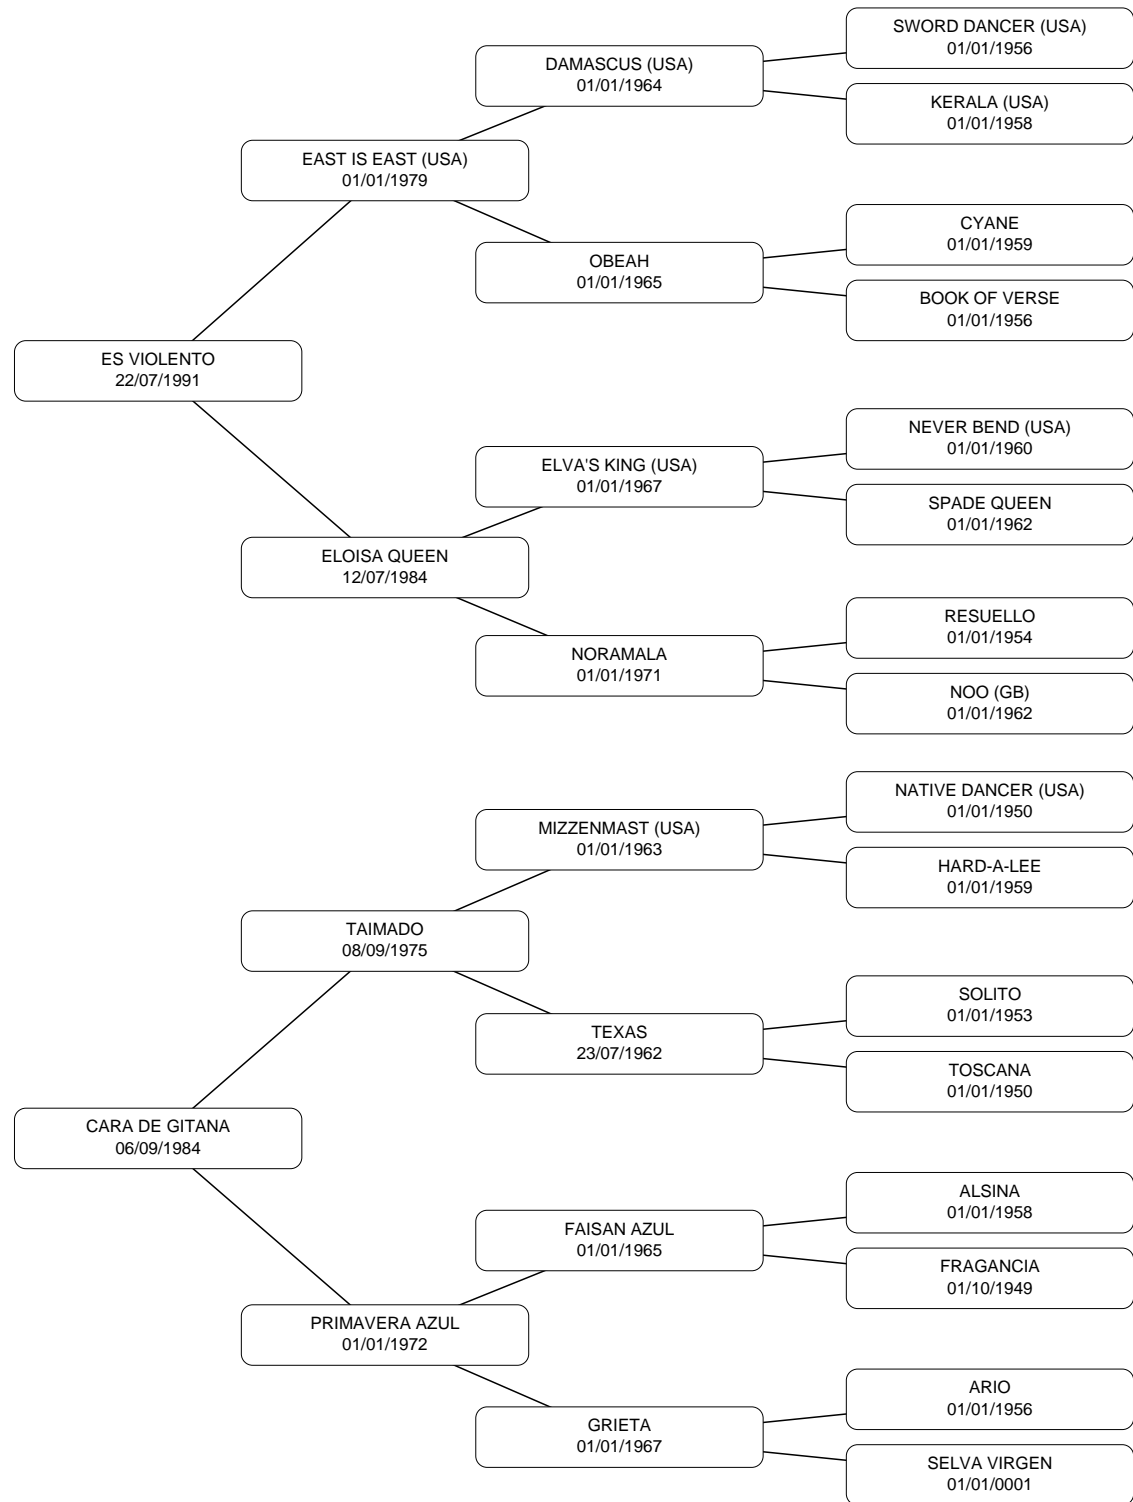 SWORD DANCER (USA)
01/01/1956
DAMASCUS (USA)
01/01/1964
KERALA (USA)
01/01/1958
EAST IS EAST (USA)
01/01/1979
CYANE
01/01/1959
OBEAH
01/01/1965
BOOK OF VERSE
01/01/1956
ES VIOLENTO
22/07/1991
NEVER BEND (USA)
01/01/1960
ELVA'S KING (USA)
01/01/1967
SPADE QUEEN
01/01/1962
ELOISA QUEEN
12/07/1984
RESUELLO
01/01/1954
NORAMALA
01/01/1971
NOO (GB)
01/01/1962
NATIVE DANCER (USA)
01/01/1950
MIZZENMAST (USA)
01/01/1963
HARD-A-LEE
01/01/1959
TAIMADO
08/09/1975
SOLITO
01/01/1953
TEXAS
23/07/1962
TOSCANA
01/01/1950
CARA DE GITANA
06/09/1984
ALSINA
01/01/1958
FAISAN AZUL
01/01/1965
FRAGANCIA
01/10/1949
PRIMAVERA AZUL
01/01/1972
ARIO
01/01/1956
GRIETA
01/01/1967
SELVA VIRGEN
01/01/0001